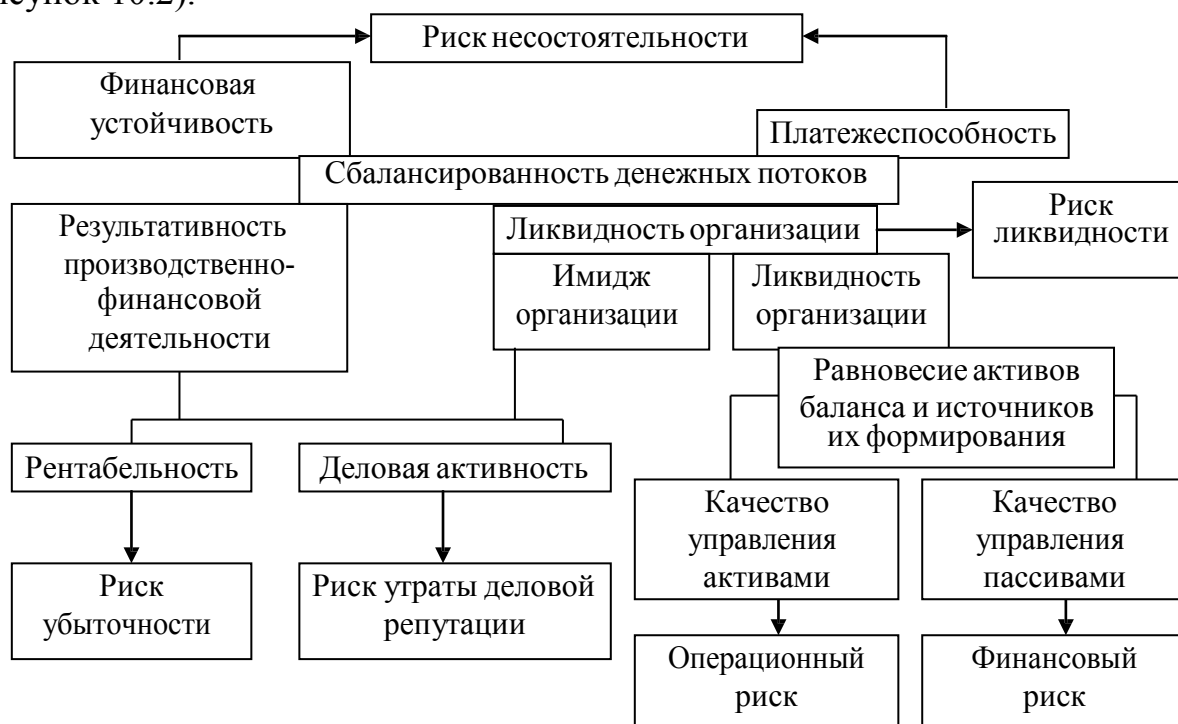 исунок 10.2).
Риск несостоятельности
Финансовая
устойчивость
Платежеспособность
Сбалансированность денежных потоков
Результативность
производственно-
финансовой
деятельности
Ликвидность организации
Риск
ликвидности
Имидж
организации
Ликвидность
организации
Равновесие активов
баланса и источников
их формирования
Рентабельность
Деловая активность
Качество
управления
активами
Качество
управления
пассивами
Риск
убыточности
Риск утраты деловой
репутации
Операционный
риск
Финансовый
риск